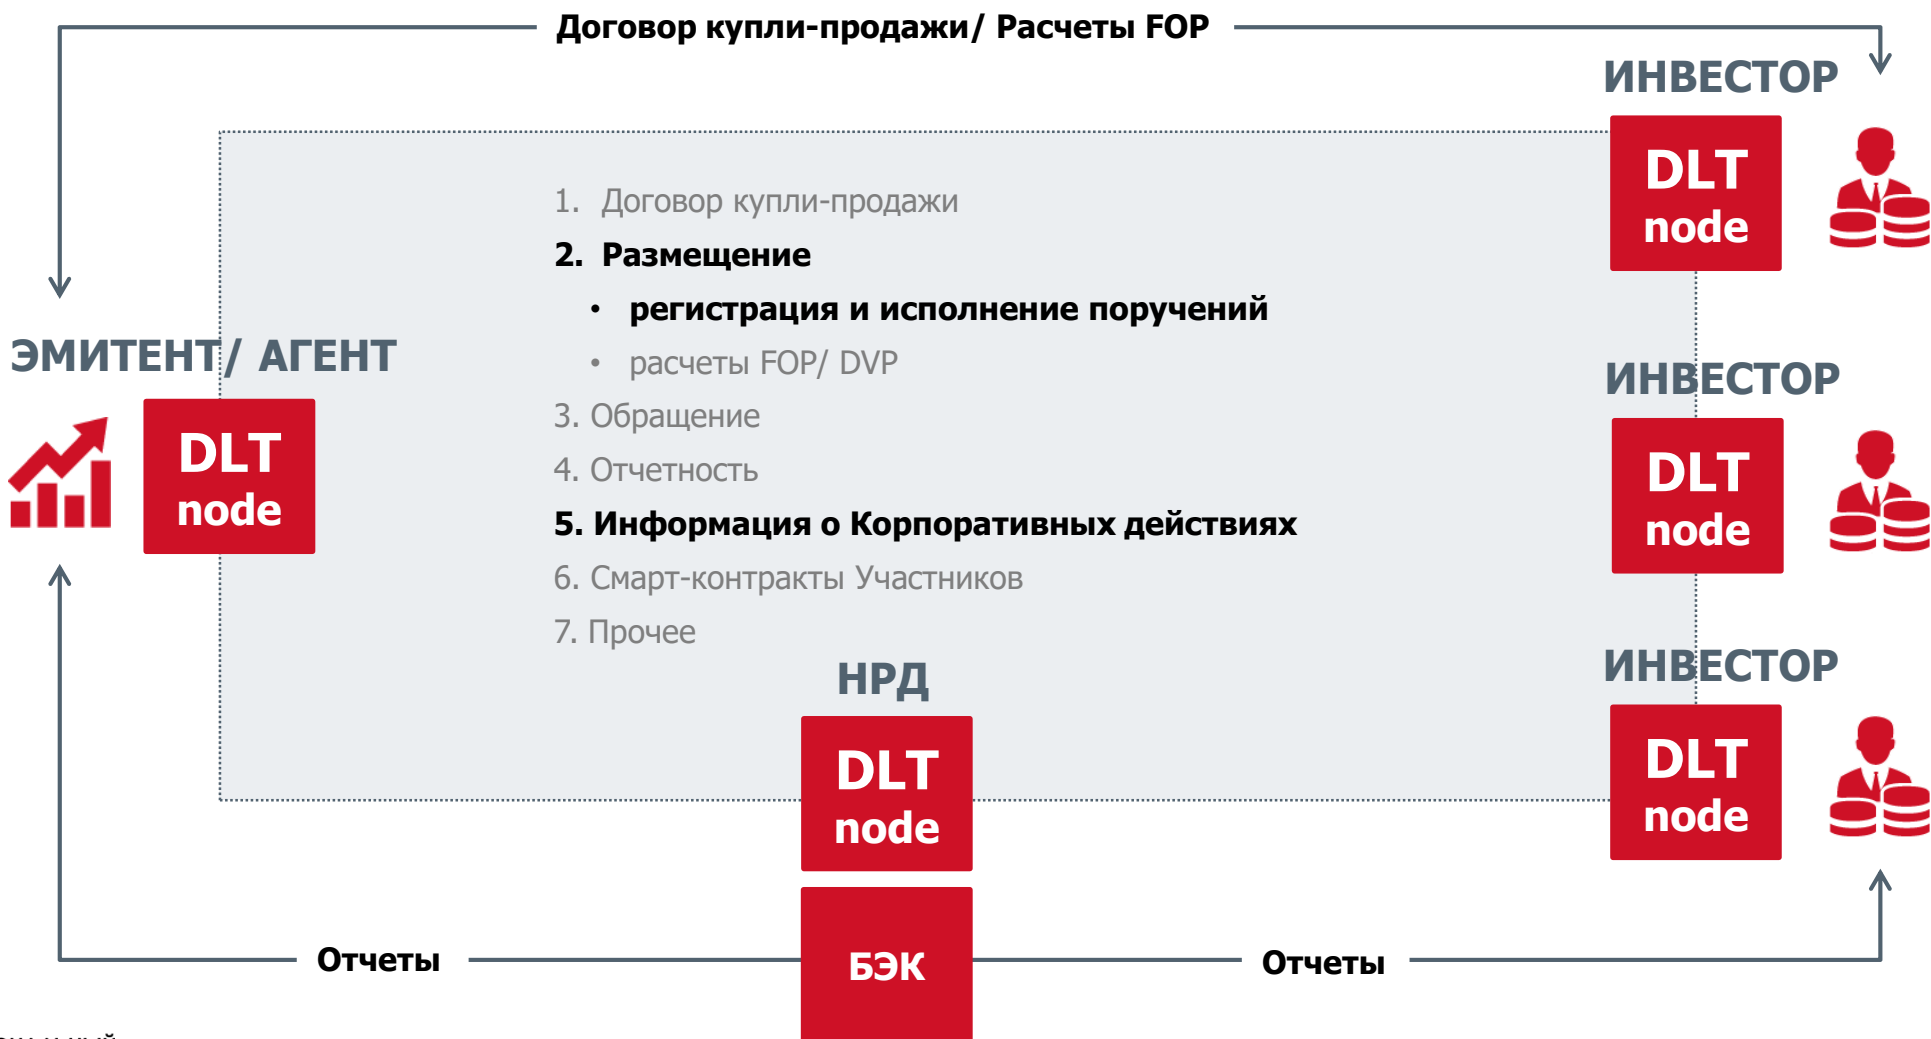 Договор купли-продажи/ Расчеты FOP
ИНВЕСТОР
DLT
node
1. Договор купли-продажи
2. Размещение
• регистрация и исполнение поручений
• расчеты FOP/ DVP
3. Обращение
4. Отчетность
5. Информация о Корпоративных действиях
6. Смарт-контракты Участников
7. Прочее
ЭМИТЕНТ/ АГЕНТ
DLT
node
ИНВЕСТОР
DLT
node
НРД
DLT
node
ИНВЕСТОР
DLT
node
Отчеты
БЭК
Отчеты